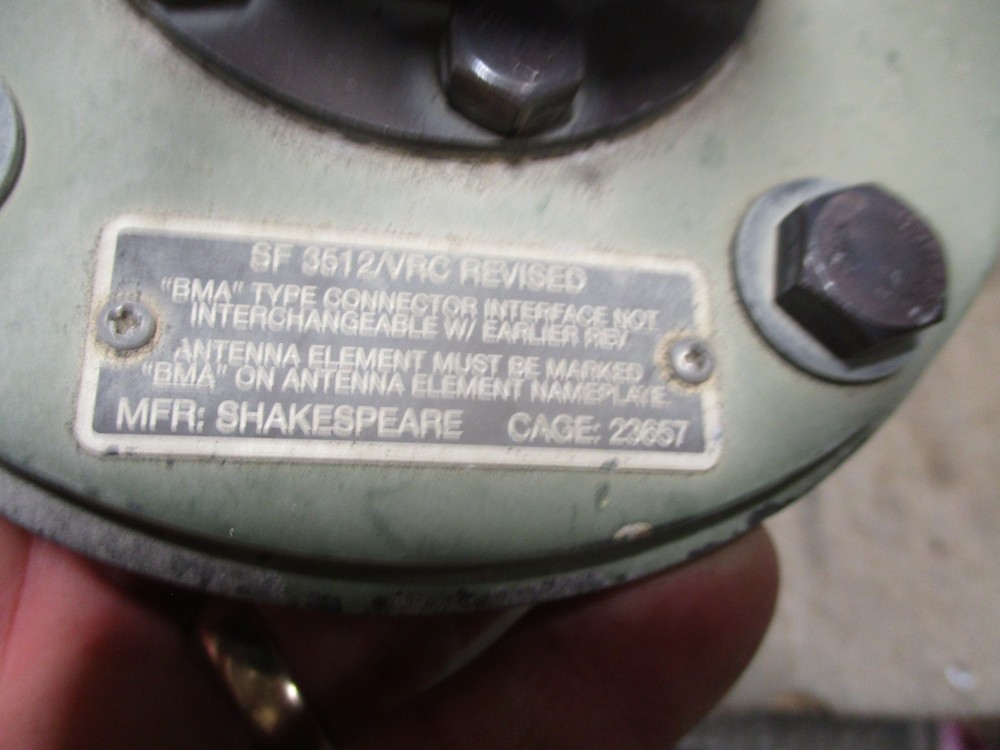 SF 3512/VRC REVISED
"BMA" TYPE CONNECTOR INTERFACE NOT
INTERCHANGEABLE W/ EARLIER REV.
ANTENNA ELEMENT MUST BE MARKED
"BMA" ON ANTENNA ELEMENT NAMEPLATE.
MFR: SHAKESPEARE CAGE: 23657